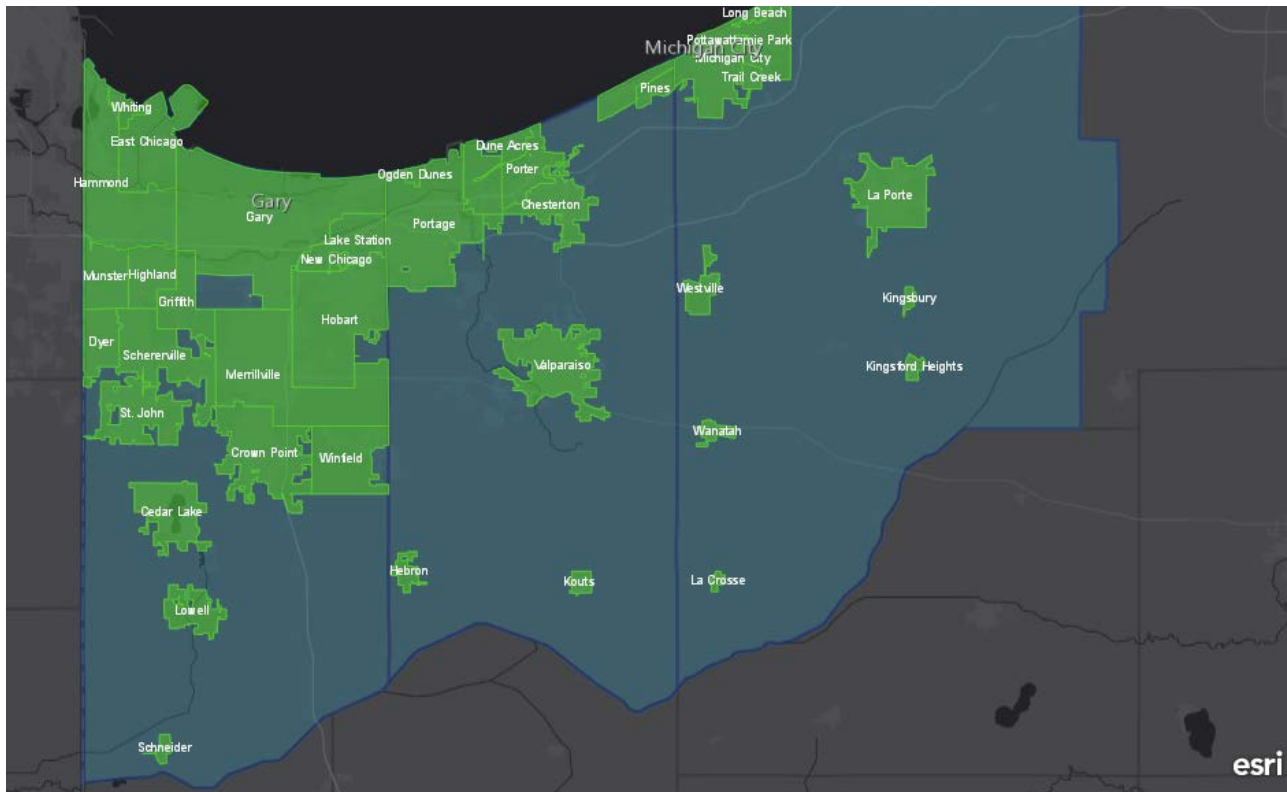 Long Beach
Pottawattamie Park
Michigan City
Michigan City
Trail Creek
Pines
Whiting
East Chicago
Dune Acres
Ogden Dunes
Porter
Hammond
La Porte
Gary
Gary
Chesterton
Portage
Lake Station
New Chicago
Munster
Highland
Westville
Griffith
Kingsbury
Hobart
Dyer
Schererville
Valparaiso
Kingsford Heights
Merrillville
St. John
Wanatah
Crown Point
Winfield
Cedar Lake
Hebron
Kouts
La Crosse
Lowell
Schneider
esri